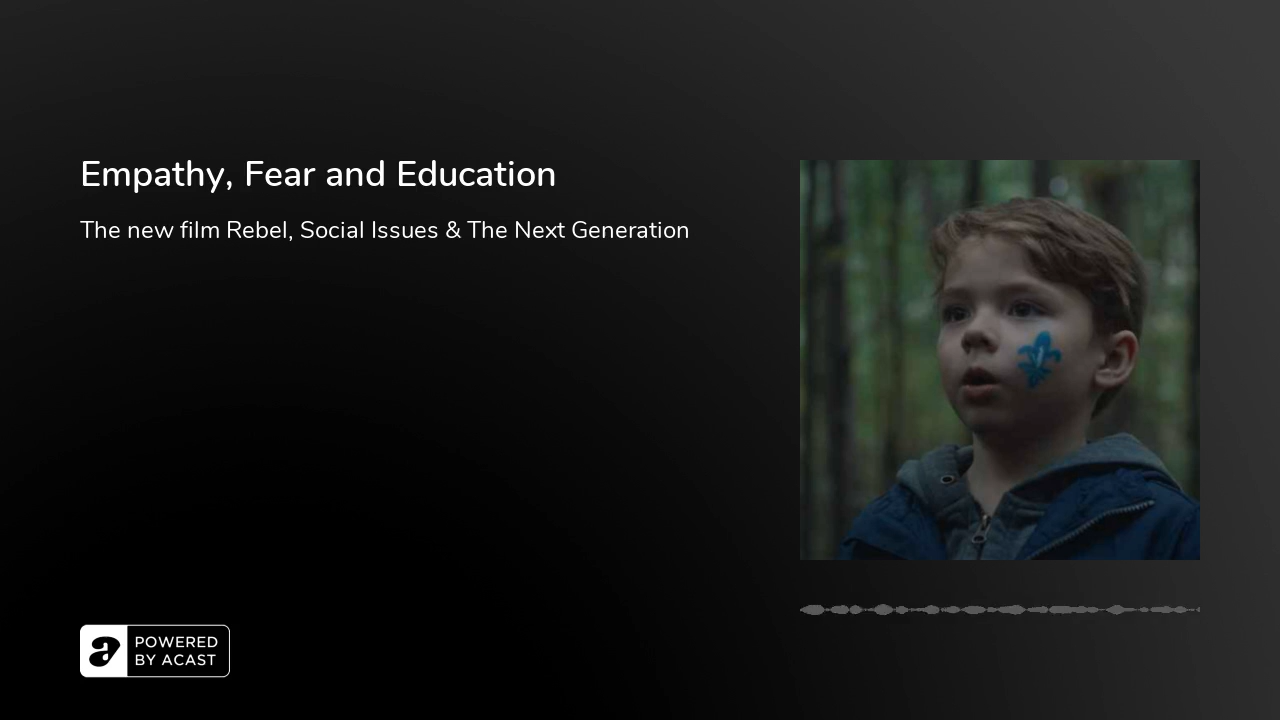 Empathy, Fear and Education
The new film Rebel, Social Issues & The Next Generation
POWERED
BY ACAST